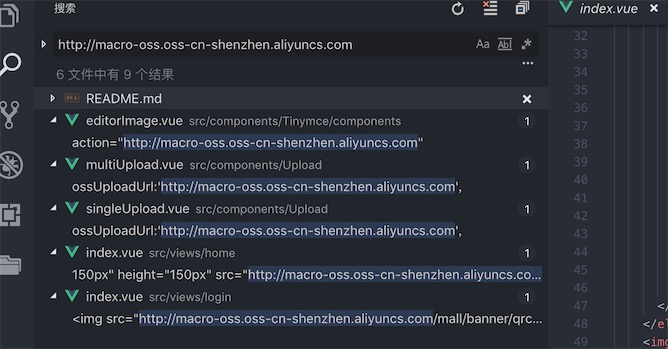 搜索
http://macro-oss.oss-cn-shenzhen.aliyuncs.com
Aa Abl .*
6 文件中有 9 个结果
...
README.md
editorImage.vue src/components/Tinymce/components 1
action="http://macro-oss.oss-cn-shenzhen.aliyuncs.com"
multiUpload.vue src/components/Upload 1
ossUploadUrl:'http://macro-oss.oss-cn-shenzhen.aliyuncs.com',
singleUpload.vue src/components/Upload 1
ossUploadUrl:'http://macro-oss.oss-cn-shenzhen.aliyuncs.com',
index.vue src/views/home 1
150px" height="150px" src="http://macro-oss.oss-cn-shenzhen.aliyuncs.co...
index.vue src/views/login 1
<img src="http://macro-oss.oss-cn-shenzhen.aliyuncs.com/mall/banner/qrc...
index.vue
32
33
34
35
36
37
38
39
40
41
42
43
44
45
46
47 </
48 </el
49 <img